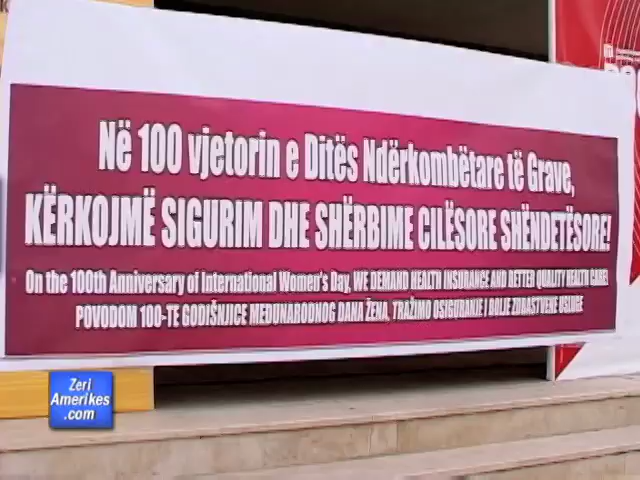 Në 100 vjetorin e Ditës Ndërkombëtare të Grave,
KËRKOJMË SIGURIM DHE SHËRBIME CILËSORE SHËNDETËSORE!
On the 100th Anniversary of International Women's Day, WE DEMAND HEALTH INSURANCE AND BETTER QUALITY HEALTH CARE!
POVODOM 100-TE GODIŠNJICE MEĐUNARODNOG DANA ŽENA, TRAŽIMO OSIGURANJE I BOLJE ZDRASTVENE USLUGE
Zeri
Amerikes
.com